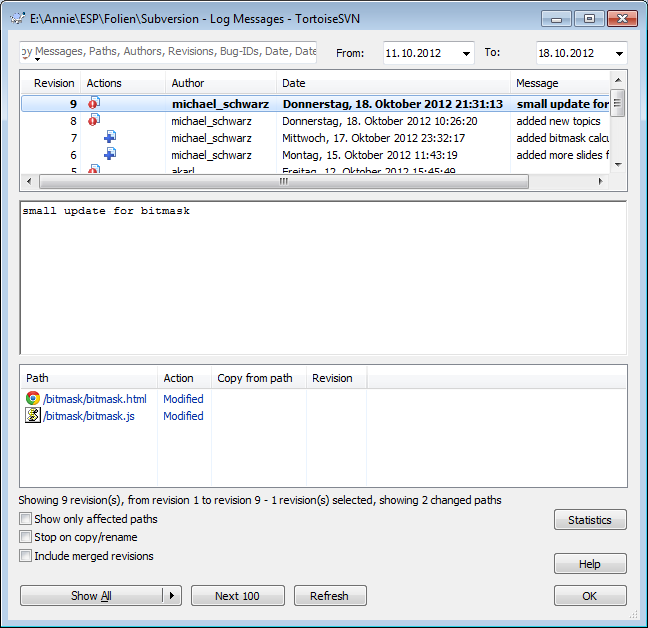 E:\Annie\ESP\Folien\Subversion - Log Messages - TortoiseSVN
by Messages, Paths, Authors, Revisions, Bug-IDs, Date, Date
From: 11.10.2012 To: 18.10.2012
Revision Actions Author Date Message
9 michael_schwarz Donnerstag, 18. Oktober 2012 21:31:13 small update for
8 michael_schwarz Donnerstag, 18. Oktober 2012 10:26:20 added new topics
7 michael_schwarz Mittwoch, 17. Oktober 2012 23:32:17 added bitmask calcu
6 michael_schwarz Montag, 15. Oktober 2012 11:43:19 added more slides f
5 akarl Freitag, 12. Oktober 2012 15:45:49
small update for bitmask
Path Action Copy from path Revision
/bitmask/bitmask.html Modified
/bitmask/bitmask.js Modified
Showing 9 revision(s), from revision 1 to revision 9 - 1 revision(s) selected, showing 2 changed paths
Show only affected paths
Statistics
Stop on copy/rename
Include merged revisions
Help
Show All Next 100 Refresh OK